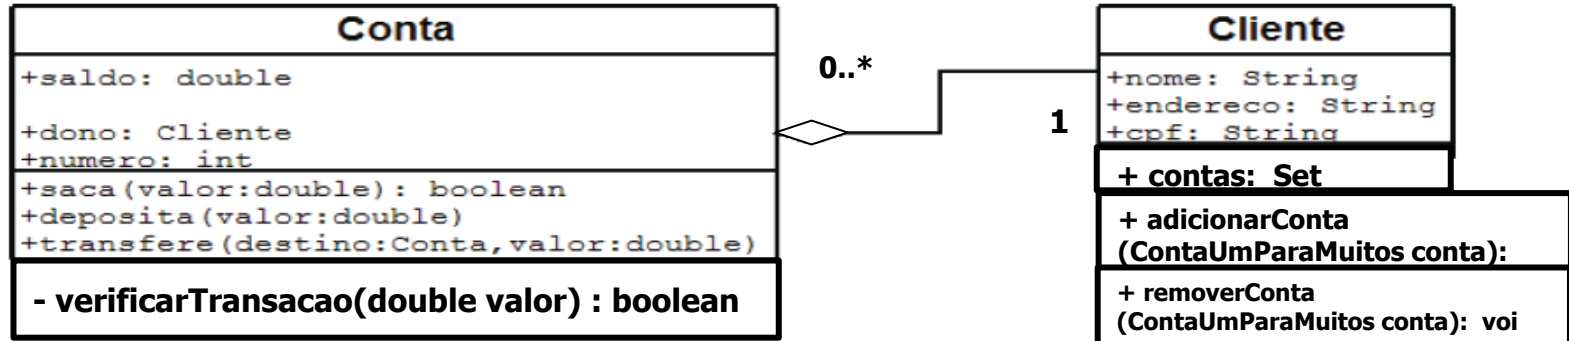 Conta
+saldo: double
+dono: Cliente
+numero: int
+saca(valor:double): boolean
+deposita(valor:double)
+transfere(destino:Conta,valor:double)
- verificarTransacao(double valor) : boolean
0..*
1
Cliente
+nome: String
+endereco: String
+cpf: String
+ contas: Set
+ adicionarConta
(ContaUmParaMuitos conta):
+ removerConta
(ContaUmParaMuitos conta): voi